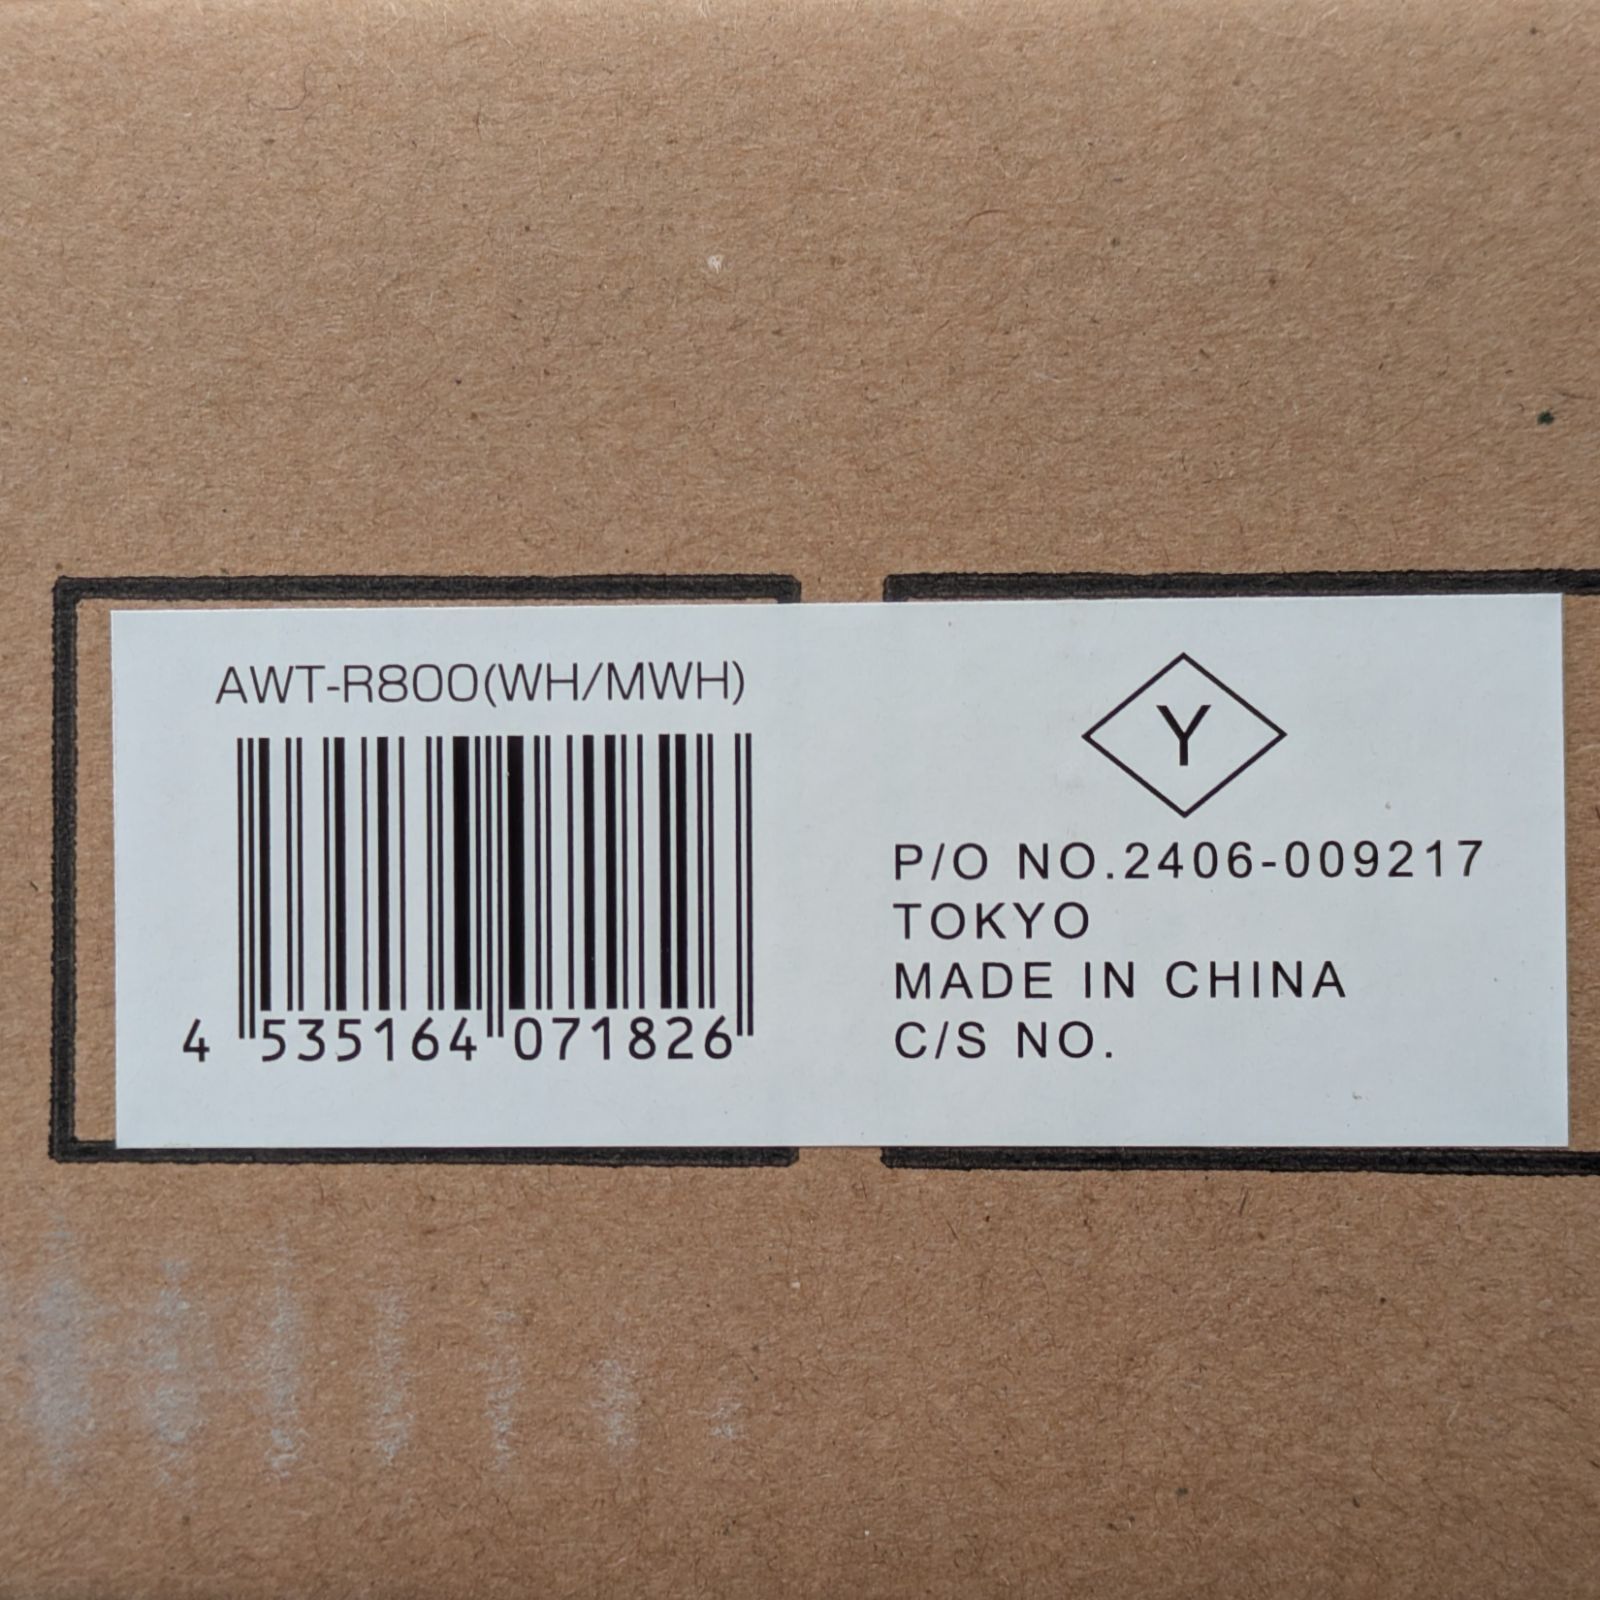 AWT-R800(WH/MWH)
4 535164 071826
Y
P/O NO.2406-009217
TOKYO
MADE IN CHINA
C/S NO.